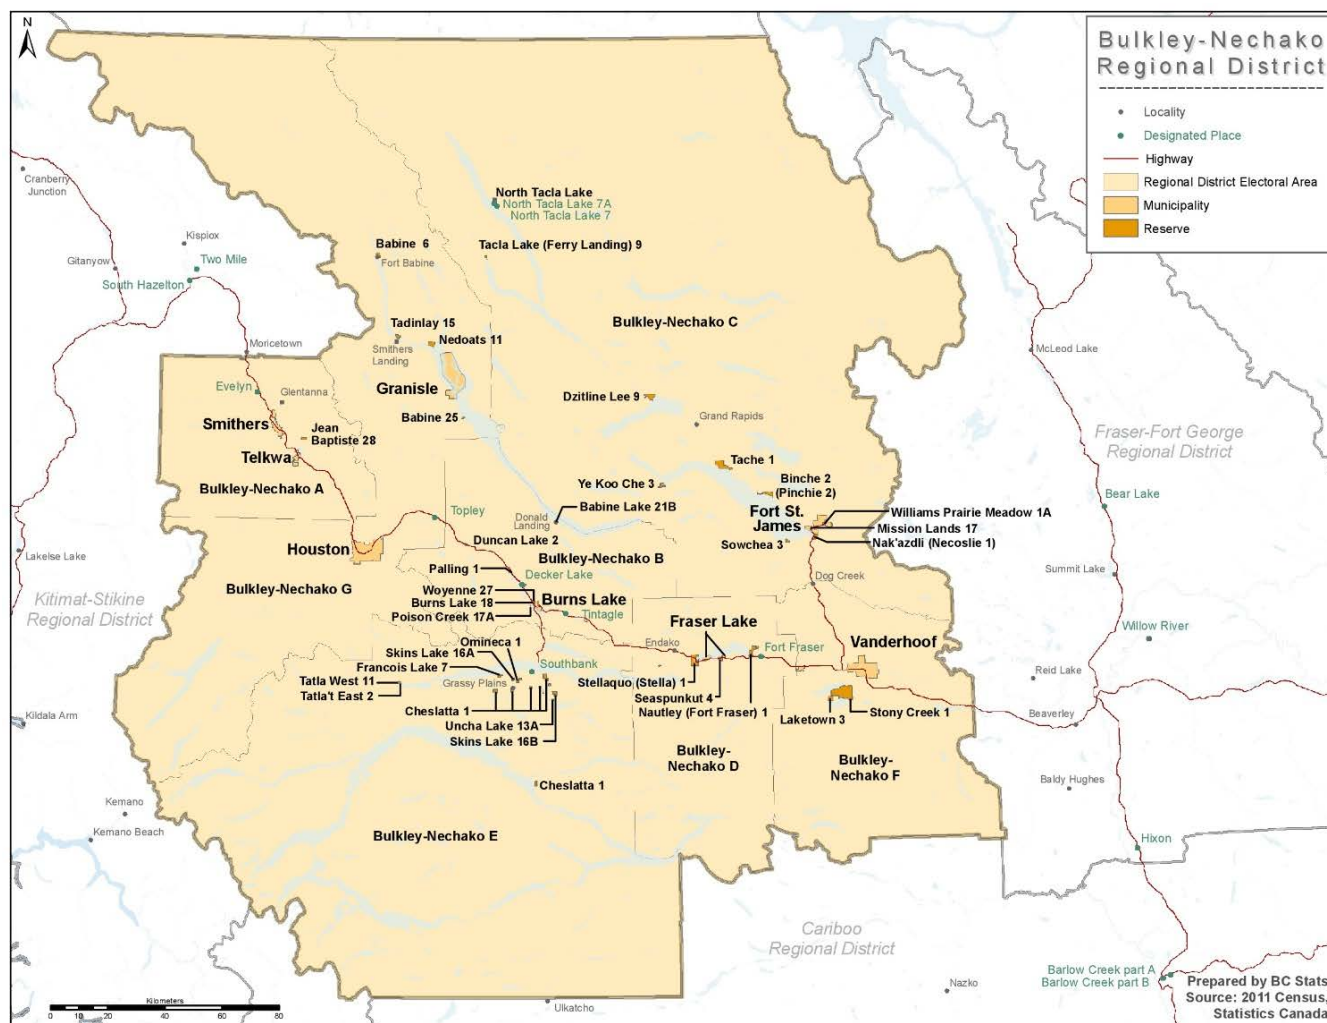 N
Bulkley-Nechako
Regional District
Locality
Designated Place
Highway
Regional District Electoral Area
Municipality
Reserve
Cranberry
Junction
Kispiox
Gitanyow
Two Mile
South Hazelton
Moricetown
North Tacla Lake
North Tacla Lake 7A
North Tacla Lake 7
Babine 6
Fort Babine
Tacla Lake (Ferry Landing) 9
Bulkley-Nechako C
Tadinlay 15
Smithers
Landing
Nedoats 11
Granisle
Babine 25
Evelyn
Glentanna
Smithers
Jean
Baptiste 28
Telkwa
Bulkley-Nechako A
Dzitline Lee 9
Grand Rapids
McLeod Lake
Fraser-Fort George
Regional District
Tache 1
Binche 2
(Pinchie 2)
Ye Koo Che 3
Bear Lake
Topley
Donald
Landing
Babine Lake 21B
Fort St.
James
Williams Prairie Meadow 1A
Mission Lands 17
Nak'azdli (Necoslie 1)
Sowchea 3
Houston
Duncan Lake 2
Bulkley-Nechako B
Lakelse Lake
Palling 1
Decker Lake
Dog Creek
Summit Lake
Bulkley-Nechako G
Kitimat-Stikine
Regional District
Woyenne 27
Burns Lake 18
Poison Creek 17A
Burns Lake
Tintagle
Fraser Lake
Endako
Fort Fraser
Vanderhoof
Willow River
Omineca 1
Skins Lake 16A
Francois Lake 7
Southbank
Grassy Plains
Tatla West 11
Tatla't East 2
Stellaquo (Stella) 1
Seaspunkut 4
Nautley (Fort Fraser) 1
Reid Lake
Cheslatta 1
Uncha Lake 13A
Skins Lake 16B
Laketown 3
Stony Creek 1
Beaverley
Kildala Arm
Bulkley-
Nechako D
Bulkley-
Nechako F
Baldy Hughes
Cheslatta 1
Kemano
Kemano Beach
Bulkley-Nechako E
Hixon
Cariboo
Regional District
Barlow Creek part A
Barlow Creek part B
Nazko
Ulkatcho
Kilometers
0 10 20 40 60 80
Prepared by BC Stats
Source: 2011 Census,
Statistics Canada